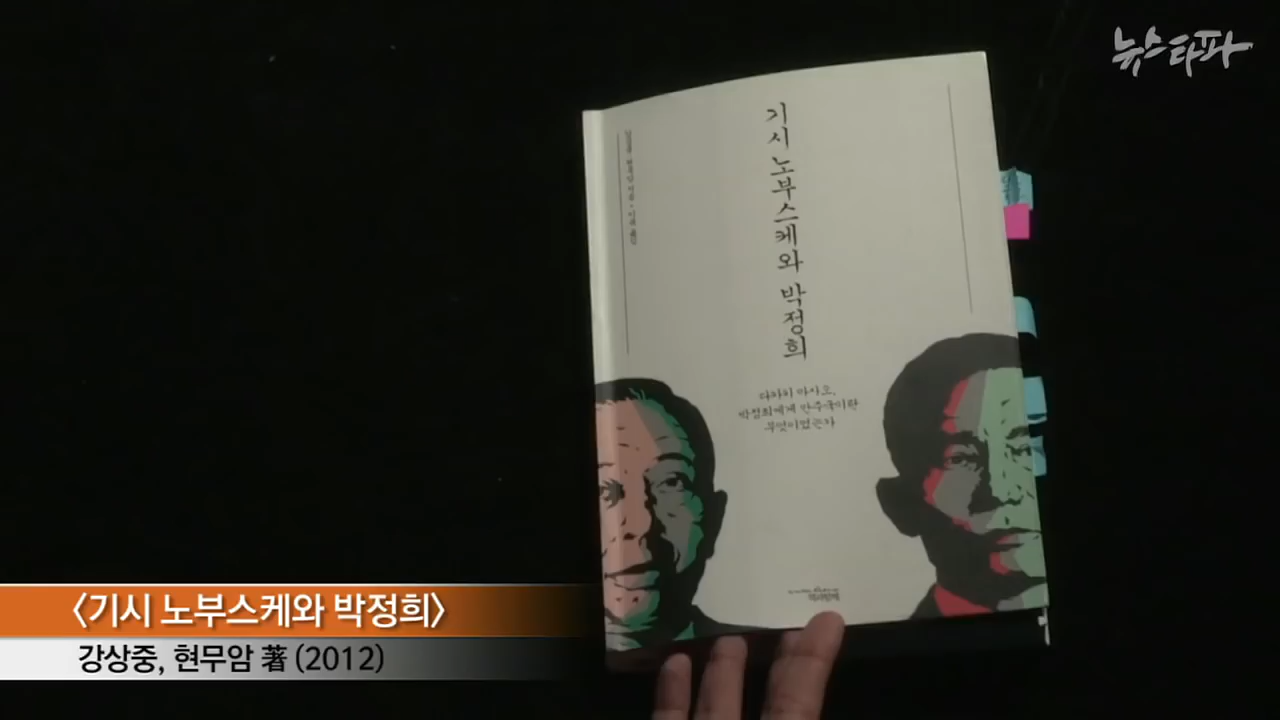 뉴스타파
기시 노부스케와 박정희
다카키 마사오,
박정희에게 만주국이란
무엇이었는가
〈기시 노부스케와 박정희〉
강상중, 현무암 著 (2012)